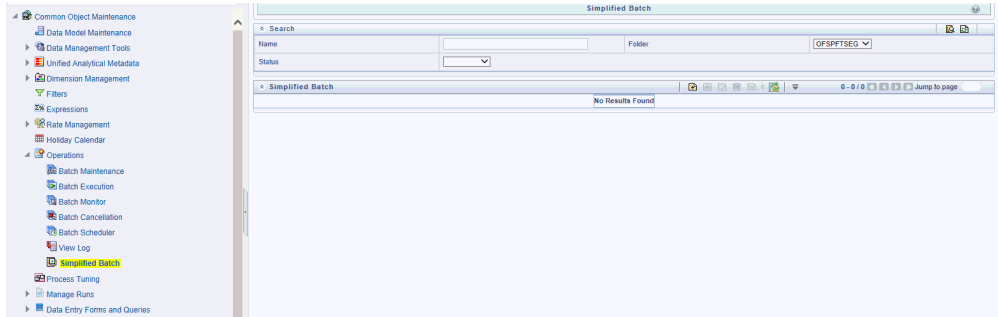 Common Object Maintenance
Data Model Maintenance
Data Management Tools
Unified Analytical Metadata
Dimension Management
Filters
Expressions
Rate Management
Holiday Calendar
Operations
Batch Maintenance
Batch Execution
Batch Monitor
Batch Cancellation
Batch Scheduler
View Log
Simplified Batch
Process Tuning
Manage Runs
Data Entry Forms and Queries
Simplified Batch
Search
Name Folder OFSPFTSEG
Status
Simplified Batch 0 - 0 / 0 Jump to page
No Results Found